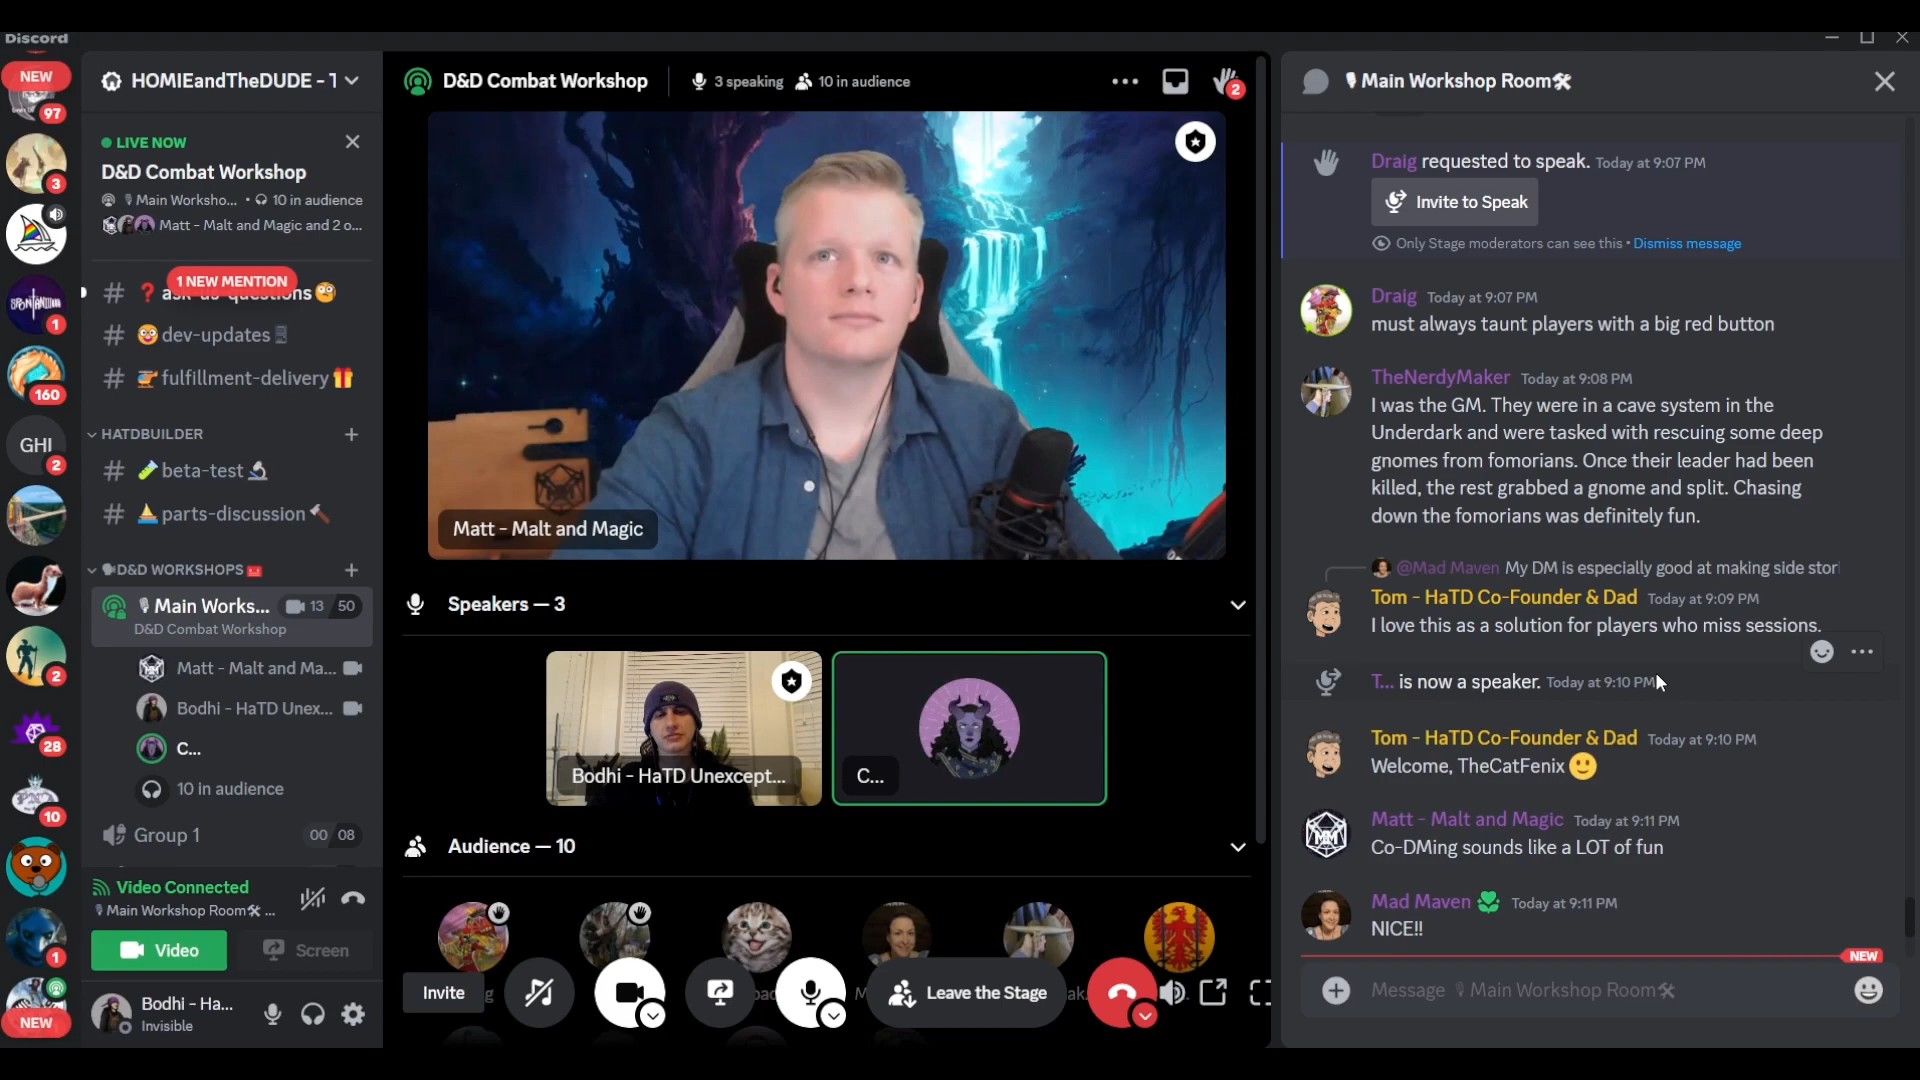 Discord
NEW
97
3
1
160
GHI
2
2
28
10
1
NEW
HOMIEandTheDUDE - T
LIVE NOW
D&D Combat Workshop
Main Worksho... • 10 in audience
Matt - Malt and Magic and 2 o...
1 NEW MENTION
# ask-us-questions
# dev-updates
# fulfillment-delivery
HATDBUILDER
# beta-test
# parts-discussion
D&D WORKSHOPS
Main Works... 13 50
D&D Combat Workshop
Matt - Malt and Ma...
Bodhi - HaTD Unex...
C...
10 in audience
Group 1 00 08
Video Connected
Main Workshop Room ...
Video Screen
Bodhi - Ha...
Invisible
D&D Combat Workshop 3 speaking 10 in audience
2
Matt - Malt and Magic
MM
Speakers — 3
Bodhi - HaTD Unexcept...
C...
Audience — 10
Invite
Leave the Stage
Main Workshop Room
Draig requested to speak. Today at 9:07 PM
Invite to Speak
Only Stage moderators can see this • Dismiss message
Draig Today at 9:07 PM
must always taunt players with a big red button
TheNerdyMaker Today at 9:08 PM
I was the GM. They were in a cave system in the
Underdark and were tasked with rescuing some deep
gnomes from fomorians. Once their leader had been
killed, the rest grabbed a gnome and split. Chasing
down the fomorians was definitely fun.
@Mad Maven My DM is especially good at making side stor
Tom - HaTD Co-Founder & Dad Today at 9:09 PM
I love this as a solution for players who miss sessions.
T... is now a speaker. Today at 9:10 PM
Tom - HaTD Co-Founder & Dad Today at 9:10 PM
Welcome, TheCatFenix
Matt - Malt and Magic Today at 9:11 PM
Co-DMing sounds like a LOT of fun
Mad Maven Today at 9:11 PM
NICE!!
NEW
Message Main Workshop Room